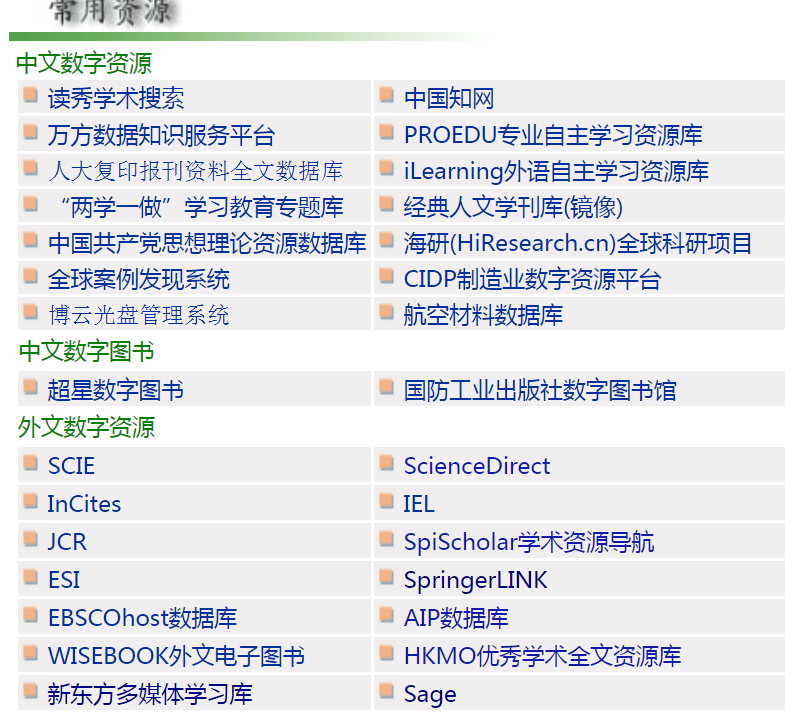 常用资源
中文数字资源
读秀学术搜索 中国知网
万方数据知识服务平台 PROEDU专业自主学习资源库
人大复印报刊资料全文数据库 iLearning外语自主学习资源库
“两学一做”学习教育专题库 经典人文学刊库(镜像)
中国共产党思想理论资源数据库 海研(HiResearch.cn)全球科研项目
全球案例发现系统 CIDP制造业数字资源平台
博云光盘管理系统 航空材料数据库
中文数字图书
超星数字图书 国防工业出版社数字图书馆
外文数字资源
SCIE ScienceDirect
InCites IEL
JCR SpiScholar学术资源导航
ESI SpringerLINK
EBSCOhost数据库 AIP数据库
WISEBOOK外文电子图书 HKMO优秀学术全文资源库
新东方多媒体学习库 Sage